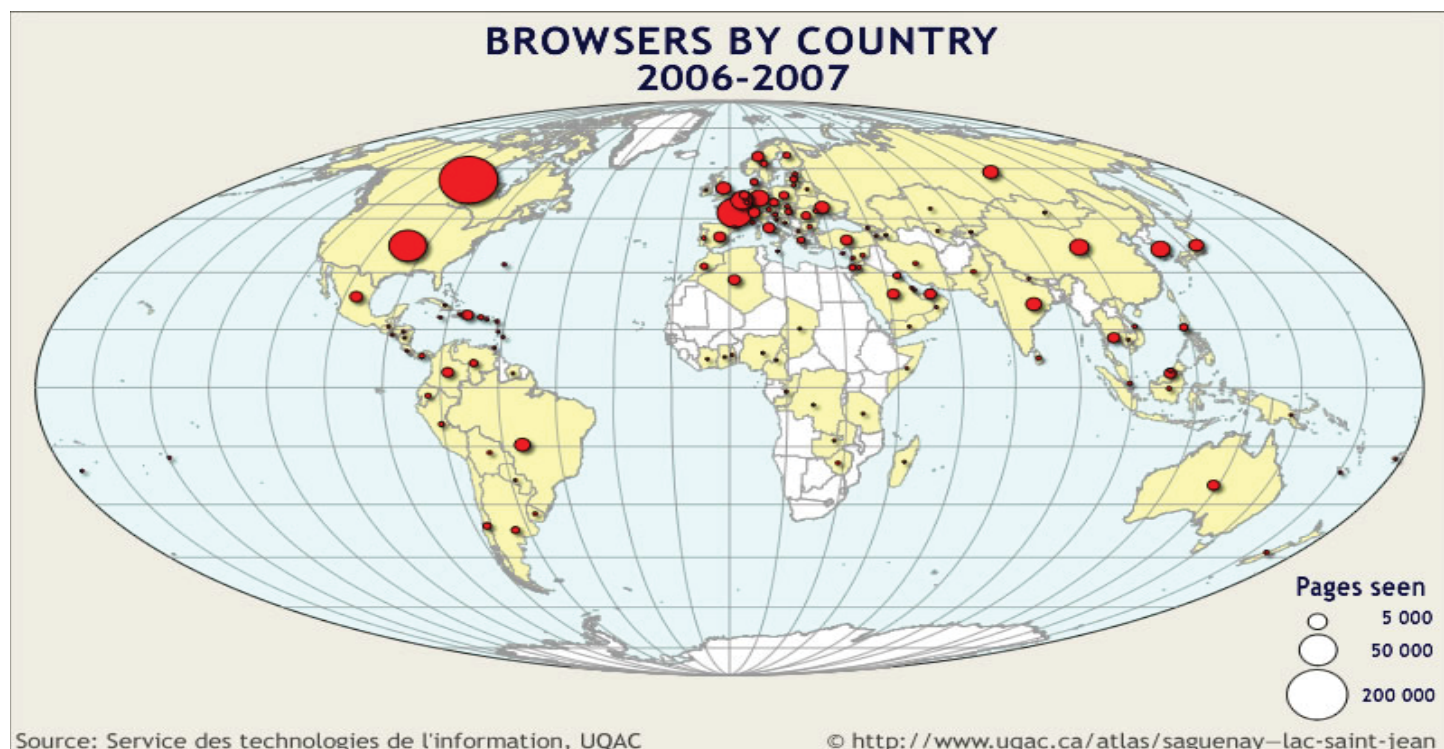 BROWSERS BY COUNTRY
2006-2007
Pages seen
5 000
50 000
200 000
Source: Service des technologies de l'information, UQAC
© http://www.uqac.ca/atlas/saguenay—lac-saint-jean